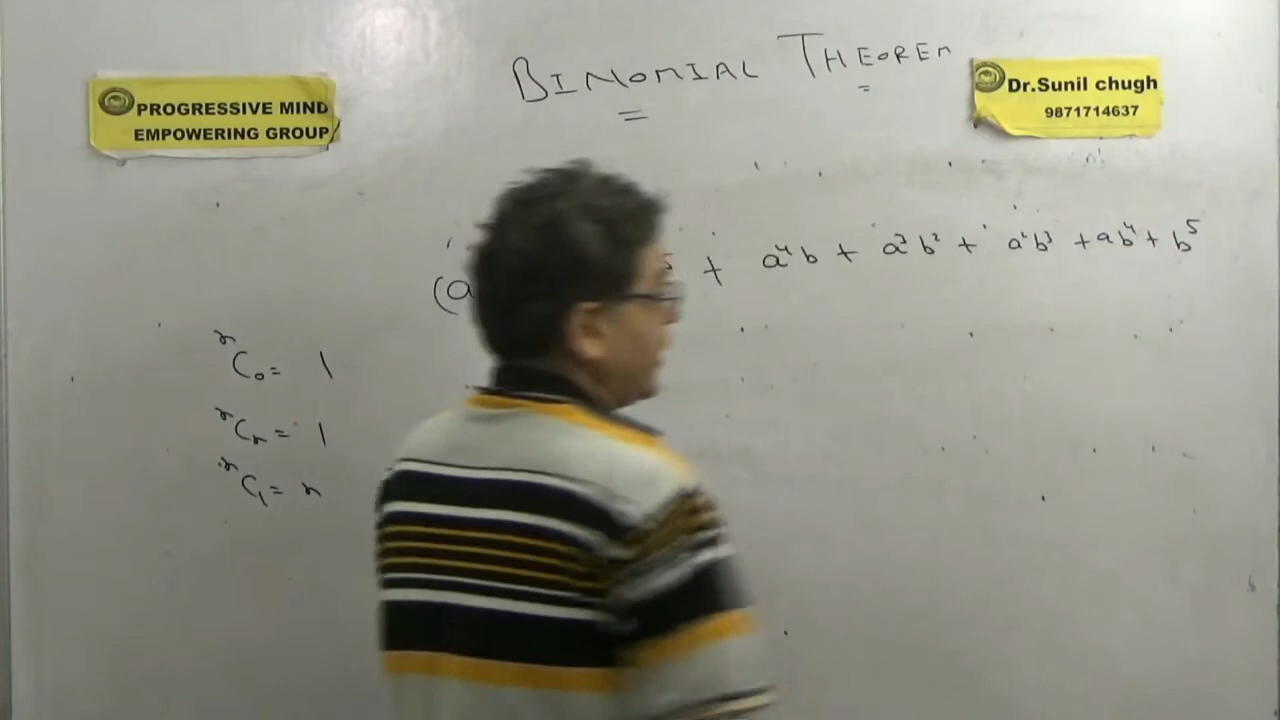 BINOMIAL THEOREM
PROGRESSIVE MIND
EMPOWERING GROUP
Dr.Sunil chugh
9871714637
(a + a⁴b + a³b² + a²b³ + ab⁴ + b⁵
ⁿC₀ = 1
ⁿCₙ = 1
ⁿC₁ = n